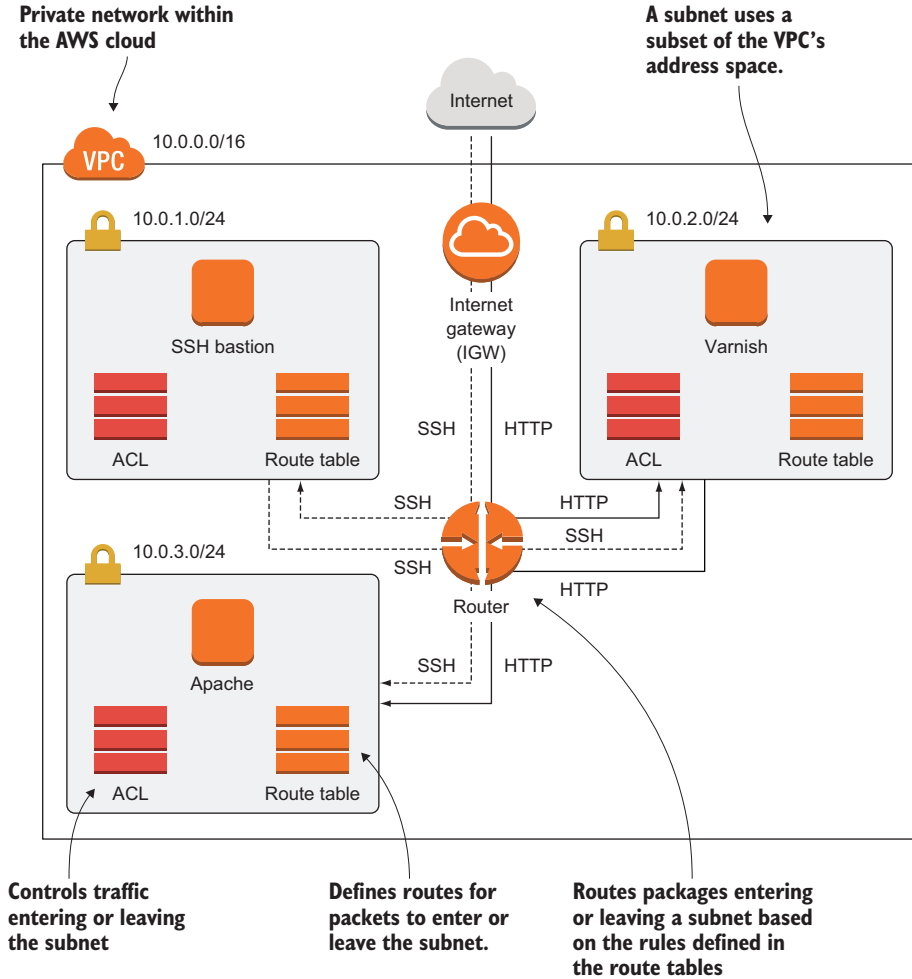 Private network within
the AWS cloud
A subnet uses a
subset of the VPC's
address space.
Internet
VPC
10.0.0.0/16
10.0.1.0/24
10.0.2.0/24
SSH bastion
Internet
gateway
(IGW)
Varnish
ACL
Route table
SSH
HTTP
ACL
Route table
SSH
HTTP
SSH
SSH
HTTP
10.0.3.0/24
Router
Apache
SSH
HTTP
ACL
Route table
Controls traffic
entering or leaving
the subnet
Defines routes for
packets to enter or
leave the subnet.
Routes packages entering
or leaving a subnet based
on the rules defined in
the route tables